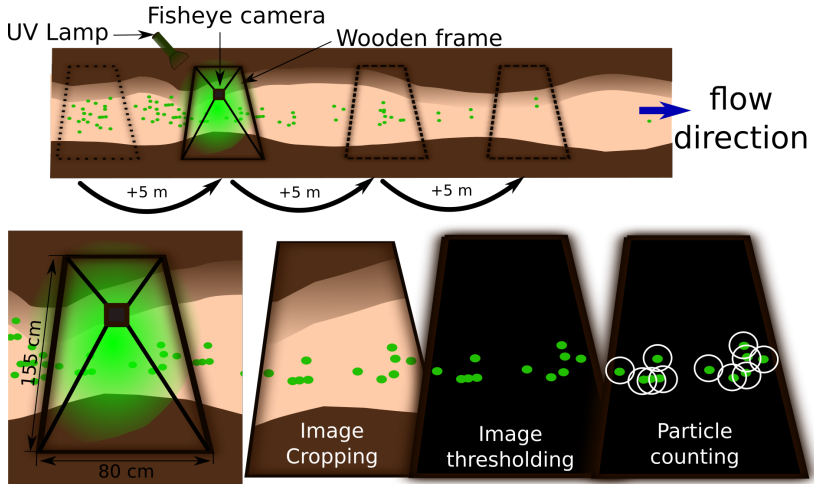 Fisheye camera
UV Lamp
Wooden frame
flow
direction
+5 m
+5 m
+5 m
155 cm
80 cm
Image
Cropping
Image
thresholding
Particle
counting